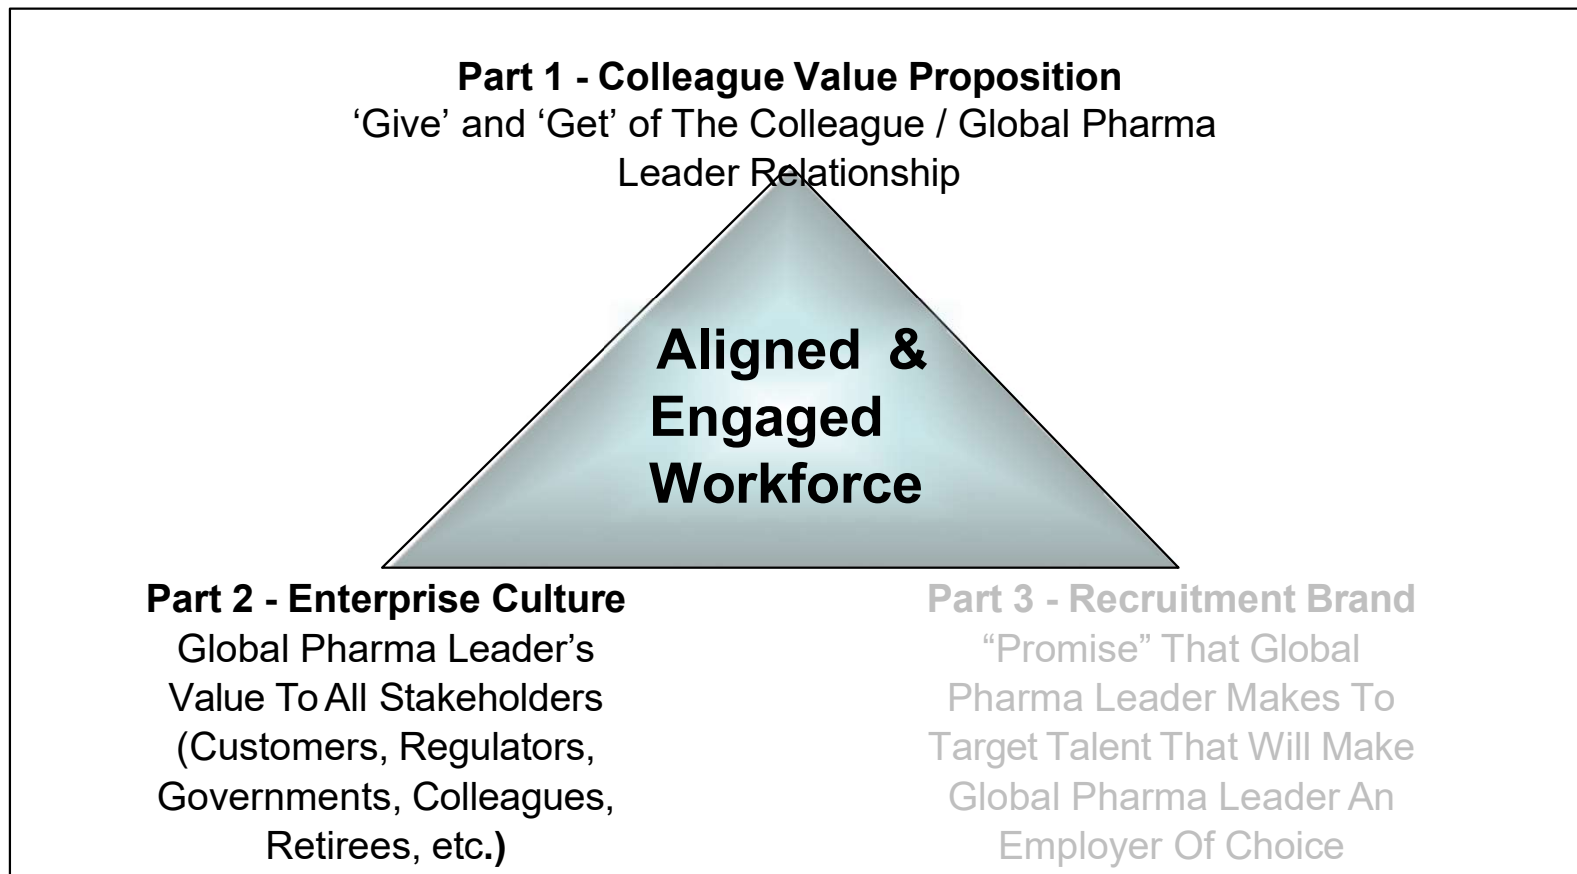 Part 1 - Colleague Value Proposition
‘Give’ and ‘Get’ of The Colleague / Global Pharma
Leader Relationship
Aligned &
Engaged
Workforce
Part 2 - Enterprise Culture
Global Pharma Leader’s
Value To All Stakeholders
(Customers, Regulators,
Governments, Colleagues,
Retirees, etc.)
Part 3 - Recruitment Brand
“Promise” That Global
Pharma Leader Makes To
Target Talent That Will Make
Global Pharma Leader An
Employer Of Choice